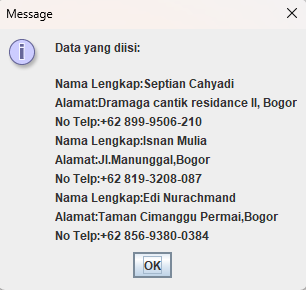 Message
Data yang diisi:
Nama Lengkap:Septian Cahyadi
Alamat:Dramaga cantik residance II, Bogor
No Telp:+62 899-9506-210
Nama Lengkap:Isnan Mulia
Alamat:Jl.Manunggal,Bogor
No Telp:+62 819-3208-087
Nama Lengkap:Edi Nurachmand
Alamat:Taman Cimanggu Permai,Bogor
No Telp:+62 856-9380-0384
OK